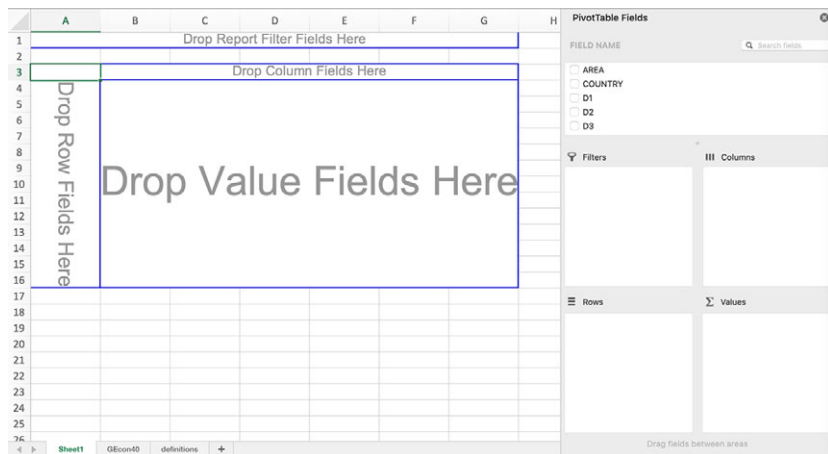 A B C D E F G H
1
Drop Report Filter Fields Here
2
3
Drop Column Fields Here
4
5
6
7
8
9
10
11
12
13
14
15
16
Drop Row Fields Here
Drop Value Fields Here
17
18
19
20
21
22
23
24
25
26
Sheet1 GEcon40 definitions +
PivotTable Fields
FIELD NAME
Search fields
AREA
COUNTRY
D1
D2
D3
Filters
Columns
Rows
Σ Values
Drag fields between areas